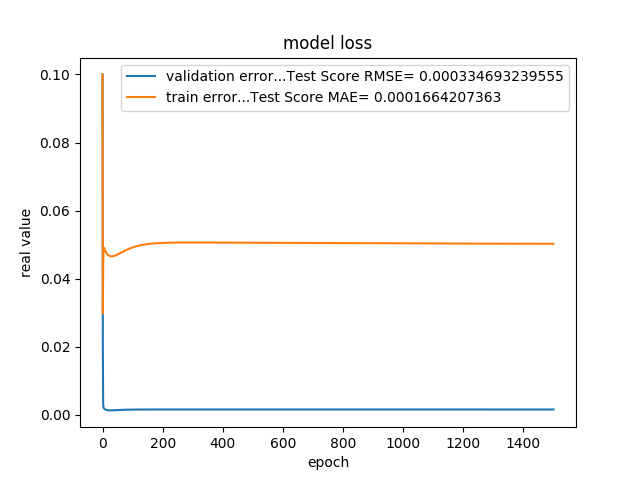 model loss
validation error...Test Score RMSE= 0.000334693239555
train error...Test Score MAE= 0.0001664207363
real value
0.10
0.08
0.06
0.04
0.02
0.00
0 200 400 600 800 1000 1200 1400
epoch